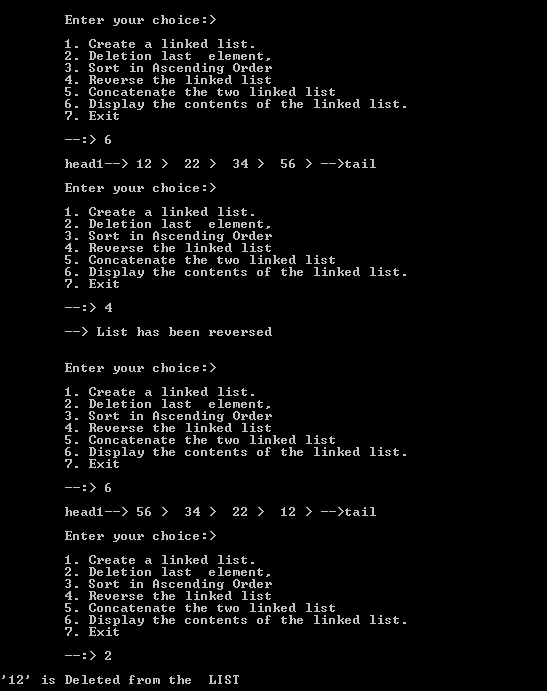 Enter your choice:>
1. Create a linked list.
2. Deletion last  element,
3. Sort in Ascending Order
4. Reverse the linked list
5. Concatenate the two linked list
6. Display the contents of the linked list.
7. Exit
--:> 6
head1--> 12 >  22 >  34 >  56 > -->tail
Enter your choice:>
1. Create a linked list.
2. Deletion last  element,
3. Sort in Ascending Order
4. Reverse the linked list
5. Concatenate the two linked list
6. Display the contents of the linked list.
7. Exit
--:> 4
--> List has been reversed
Enter your choice:>
1. Create a linked list.
2. Deletion last  element,
3. Sort in Ascending Order
4. Reverse the linked list
5. Concatenate the two linked list
6. Display the contents of the linked list.
7. Exit
--:> 6
head1--> 56 >  34 >  22 >  12 > -->tail
Enter your choice:>
1. Create a linked list.
2. Deletion last  element,
3. Sort in Ascending Order
4. Reverse the linked list
5. Concatenate the two linked list
6. Display the contents of the linked list.
7. Exit
--:> 2
'12' is Deleted from the  LIST